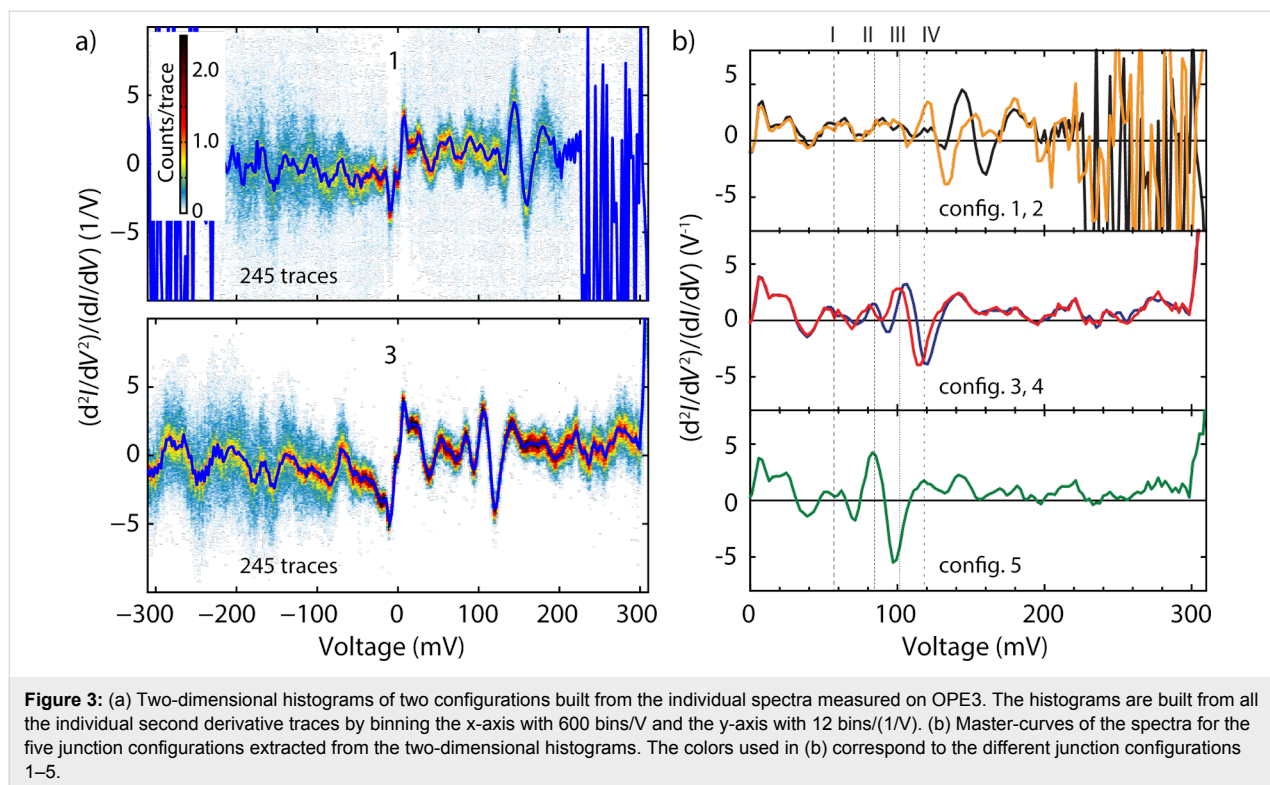 a)
Counts/trace
2.0
1.0
0
1
5
0
−5
245 traces
3
5
0
−5
245 traces
−300 −200 −100 0 100 200 300
Voltage (mV)
(d²I/dV²)/(dI/dV) (1/V)
b)
I II III IV
5
0
-5
config. 1, 2
5
0
-5
config. 3, 4
5
0
-5
config. 5
0 100 200 300
Voltage (mV)
(d²I/dV²)/(dI/dV) (V⁻¹)
Figure 3: (a) Two-dimensional histograms of two configurations built from the individual spectra measured on OPE3. The histograms are built from all
the individual second derivative traces by binning the x-axis with 600 bins/V and the y-axis with 12 bins/(1/V). (b) Master-curves of the spectra for the
five junction configurations extracted from the two-dimensional histograms. The colors used in (b) correspond to the different junction configurations
1–5.